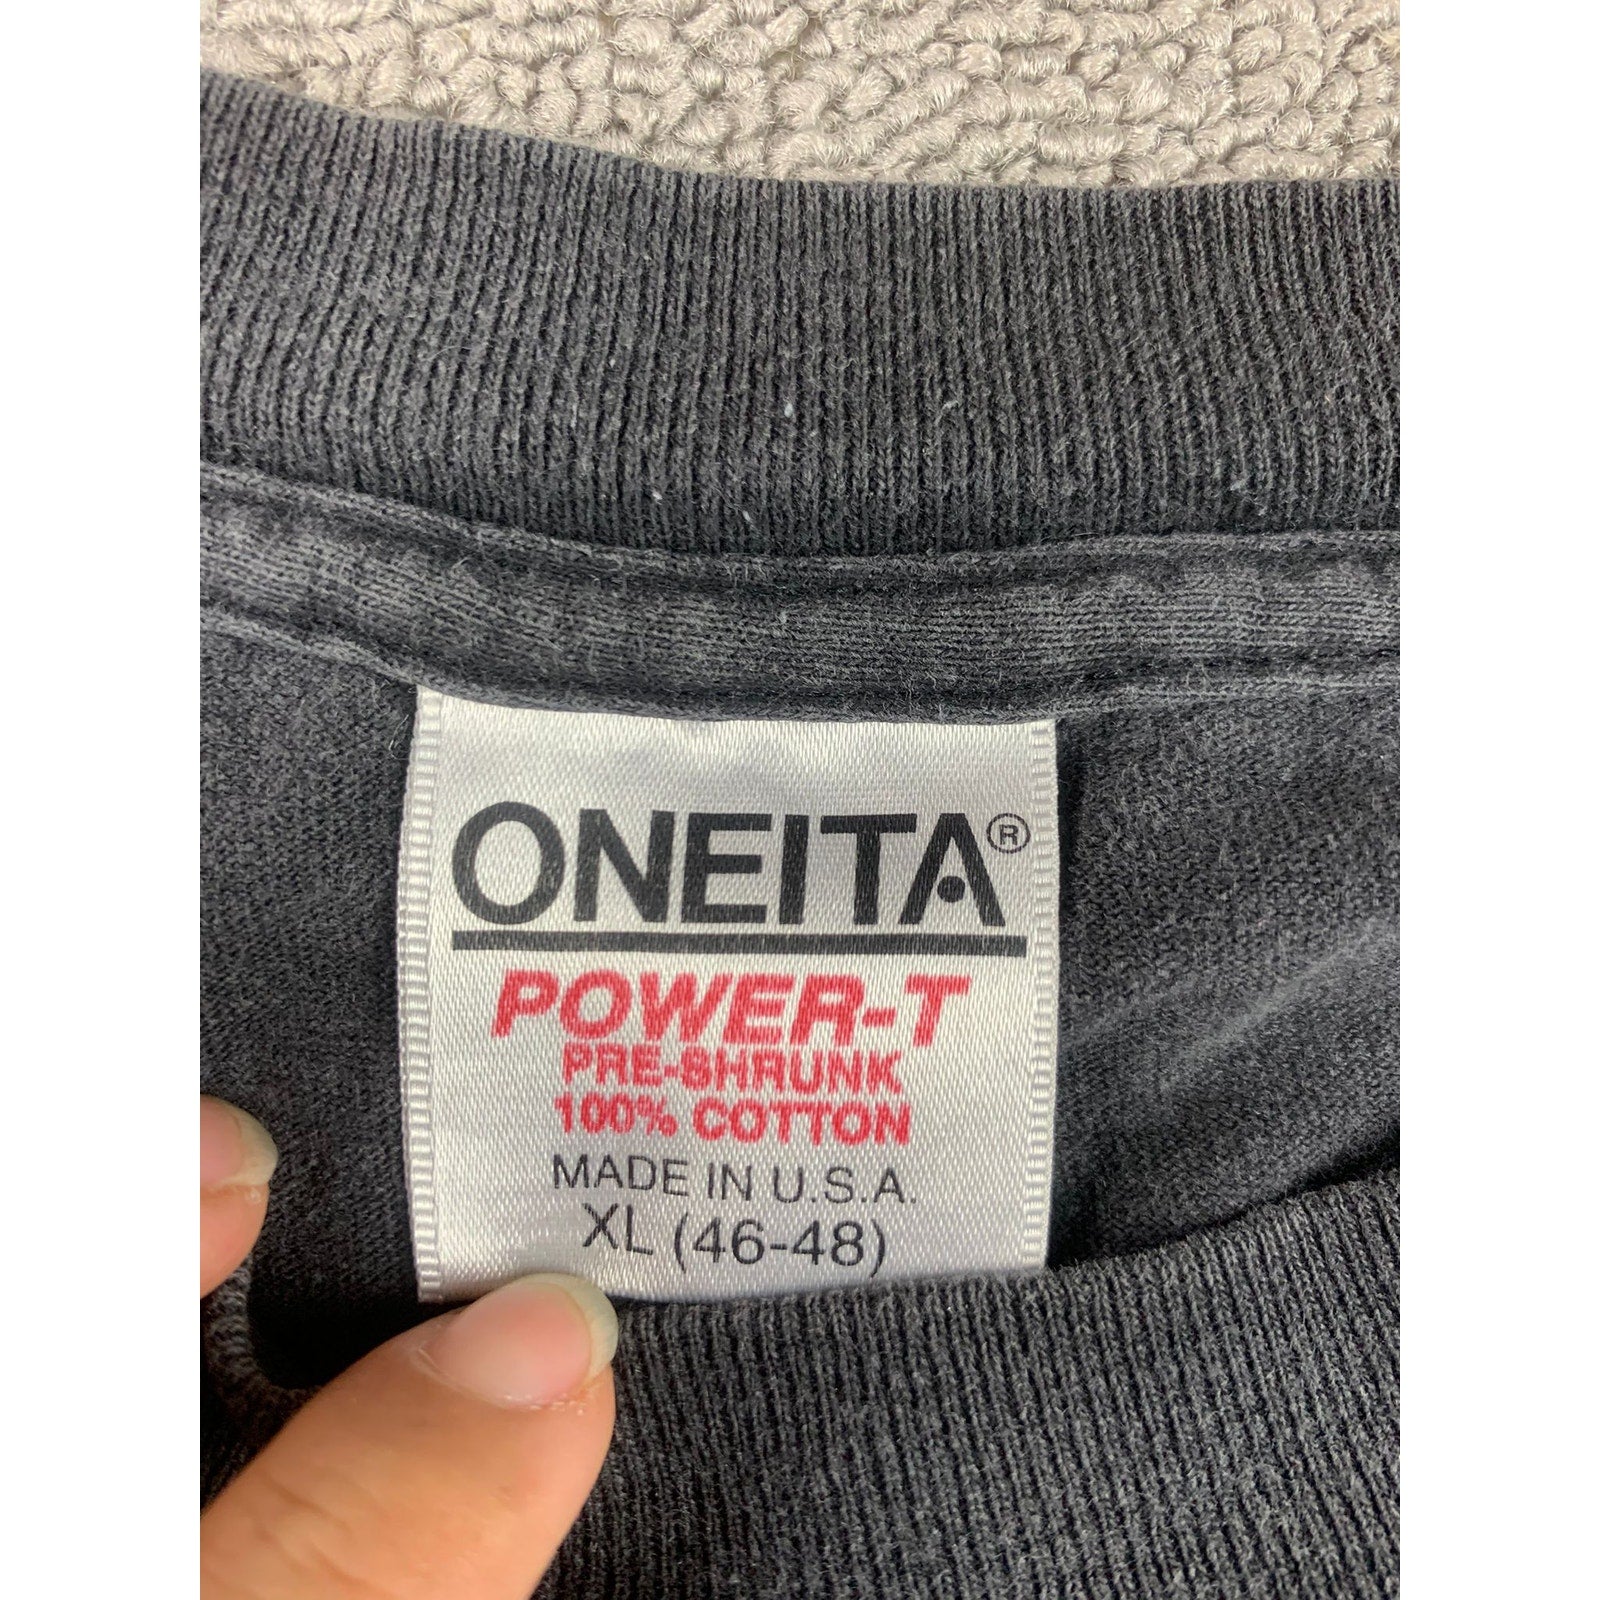 ONEITA®
POWER-T
PRE-SHRUNK
100% COTTON
MADE IN U.S.A.
XL (46-48)